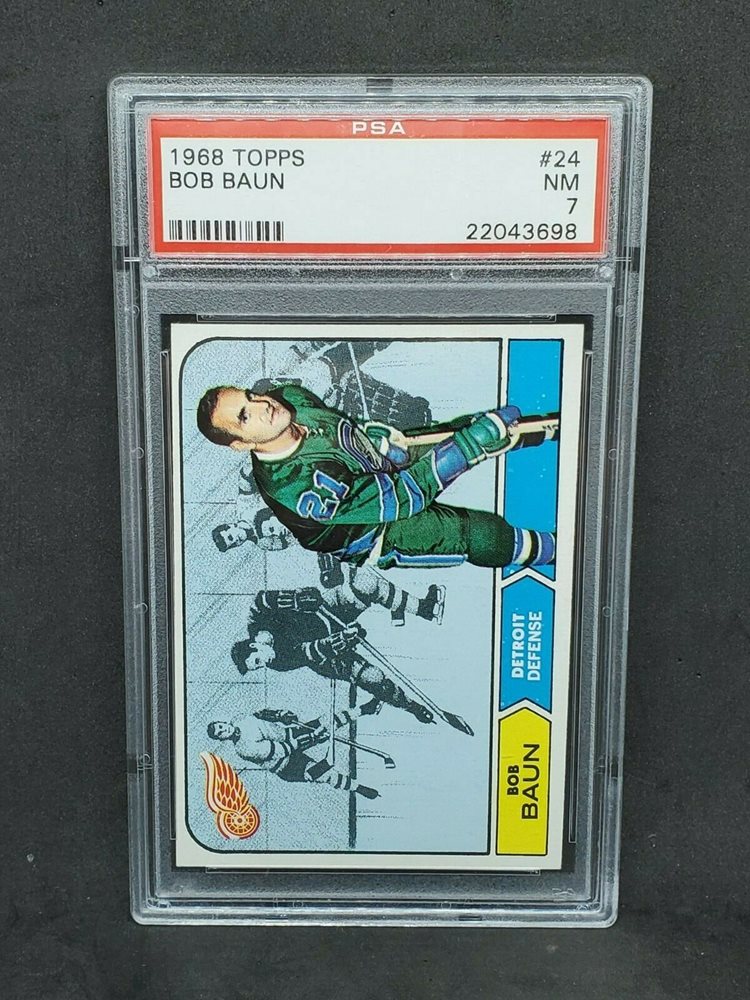 PSA
1968 TOPPS #24
BOB BAUN NM
7
22043698
21
DETROIT
DEFENSE
BOB
BAUN